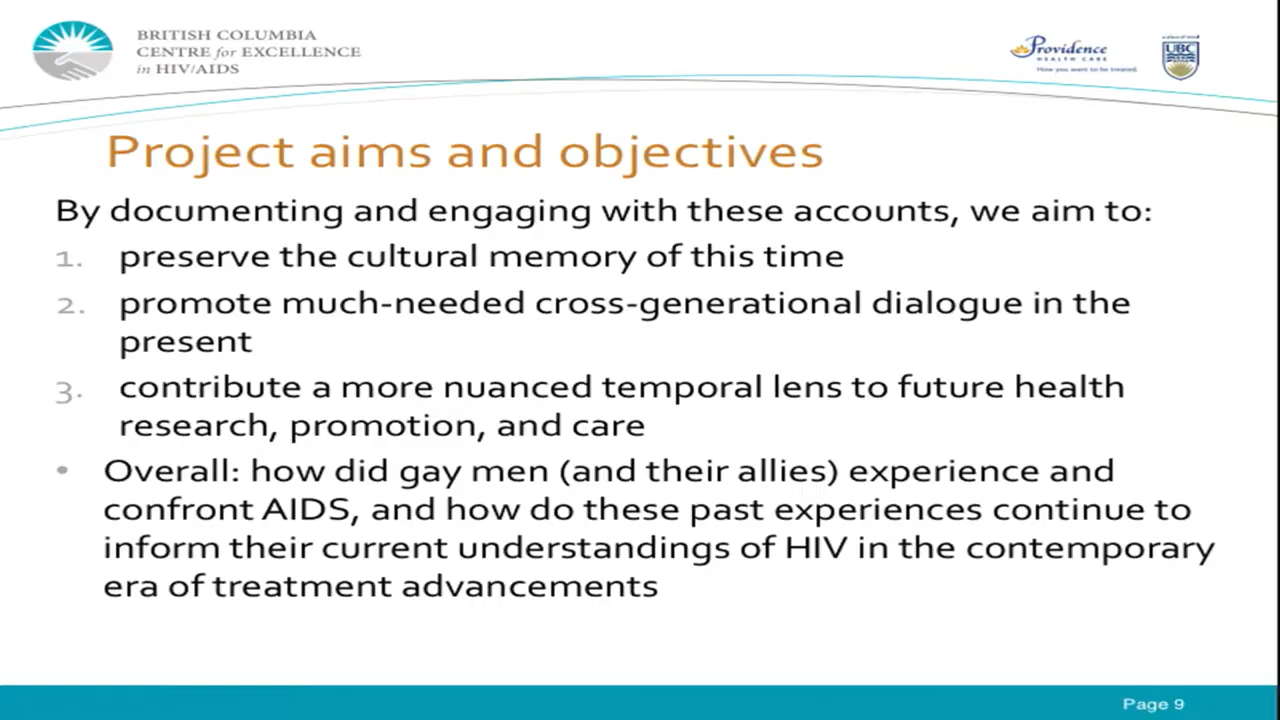 BRITISH COLUMBIA
CENTRE for EXCELLENCE
in HIV/AIDS
Providence
HEALTH CARE
How you want to be treated.
UBC
Project aims and objectives
By documenting and engaging with these accounts, we aim to:
1. preserve the cultural memory of this time
2. promote much-needed cross-generational dialogue in the
present
3. contribute a more nuanced temporal lens to future health
research, promotion, and care
• Overall: how did gay men (and their allies) experience and
confront AIDS, and how do these past experiences continue to
inform their current understandings of HIV in the contemporary
era of treatment advancements
Page 9